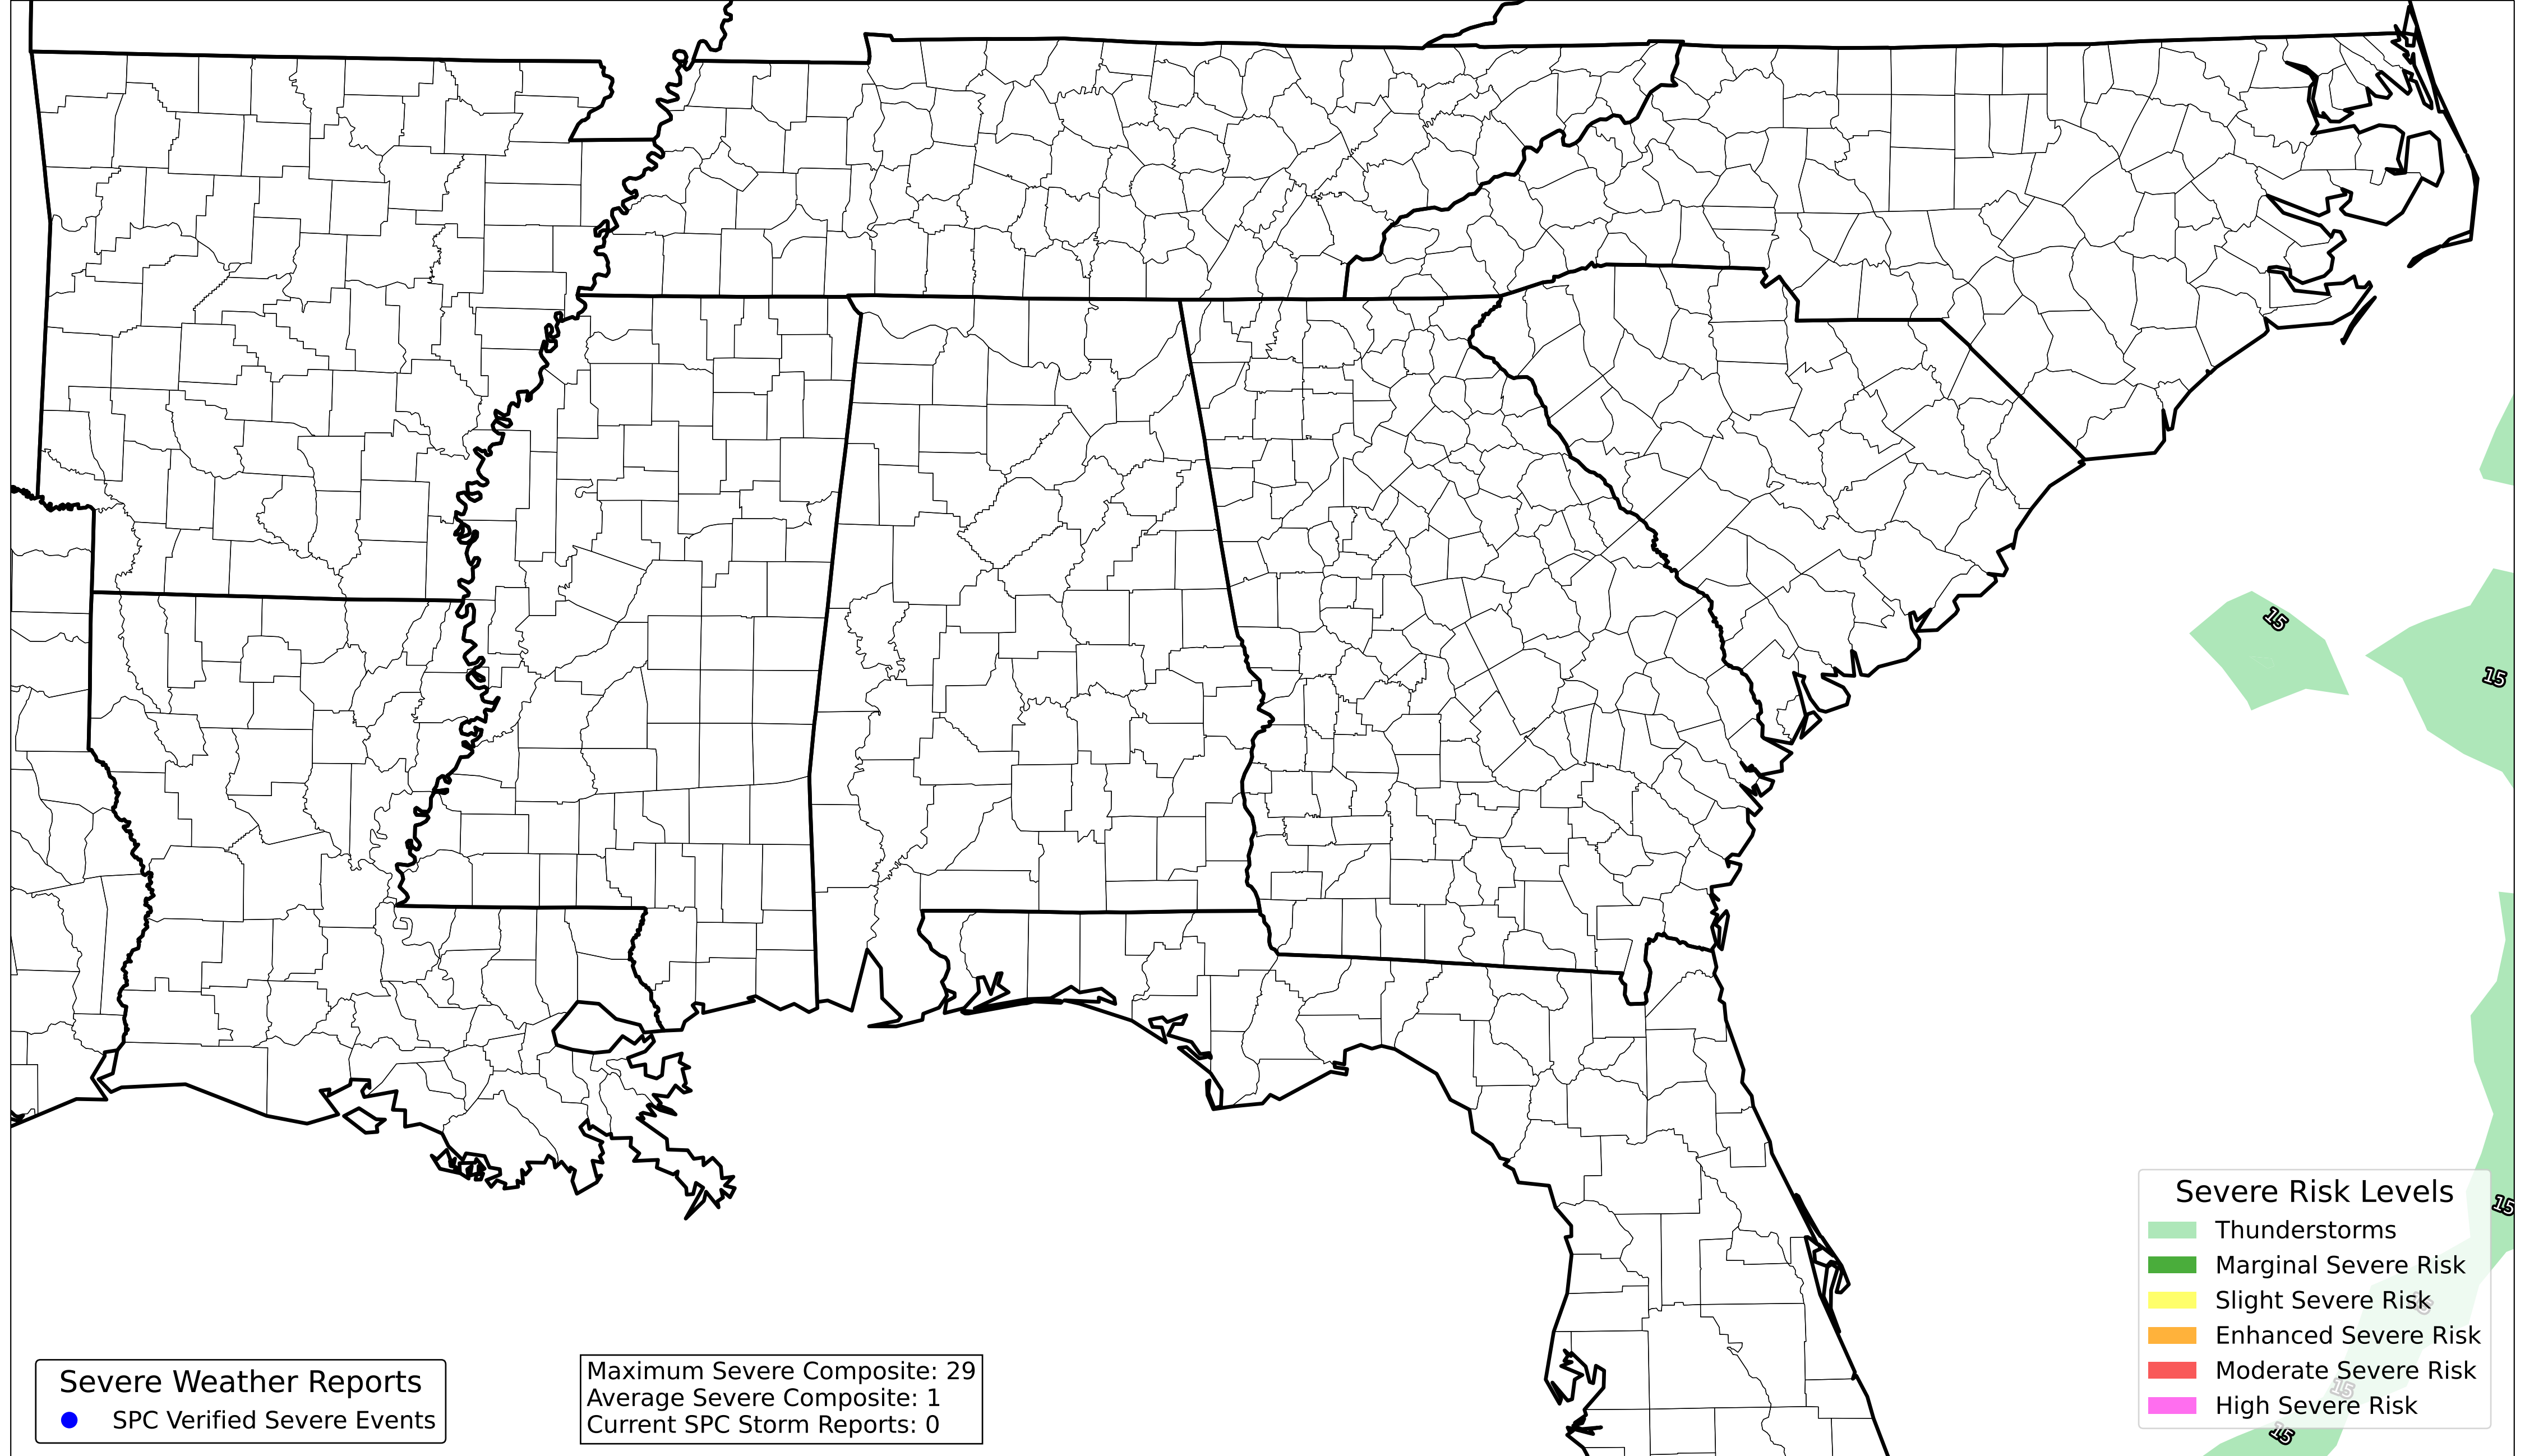 15
15
15
Severe Risk Levels
Thunderstorms
Marginal Severe Risk
Slight Severe Risk
Enhanced Severe Risk
Moderate Severe Risk
High Severe Risk
15
15
Severe Weather Reports
SPC Verified Severe Events
Maximum Severe Composite: 29
Average Severe Composite: 1
Current SPC Storm Reports: 0